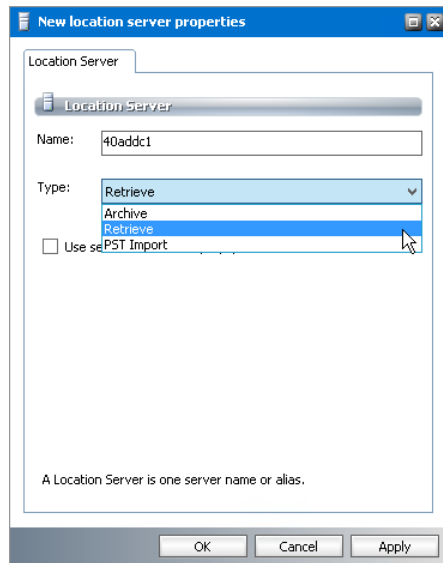 New location server properties
Location Server
Location Server
Name: 40addc1
Type: Retrieve
Archive
Retrieve
Use se
PST Import
A Location Server is one server name or alias.
OK Cancel Apply